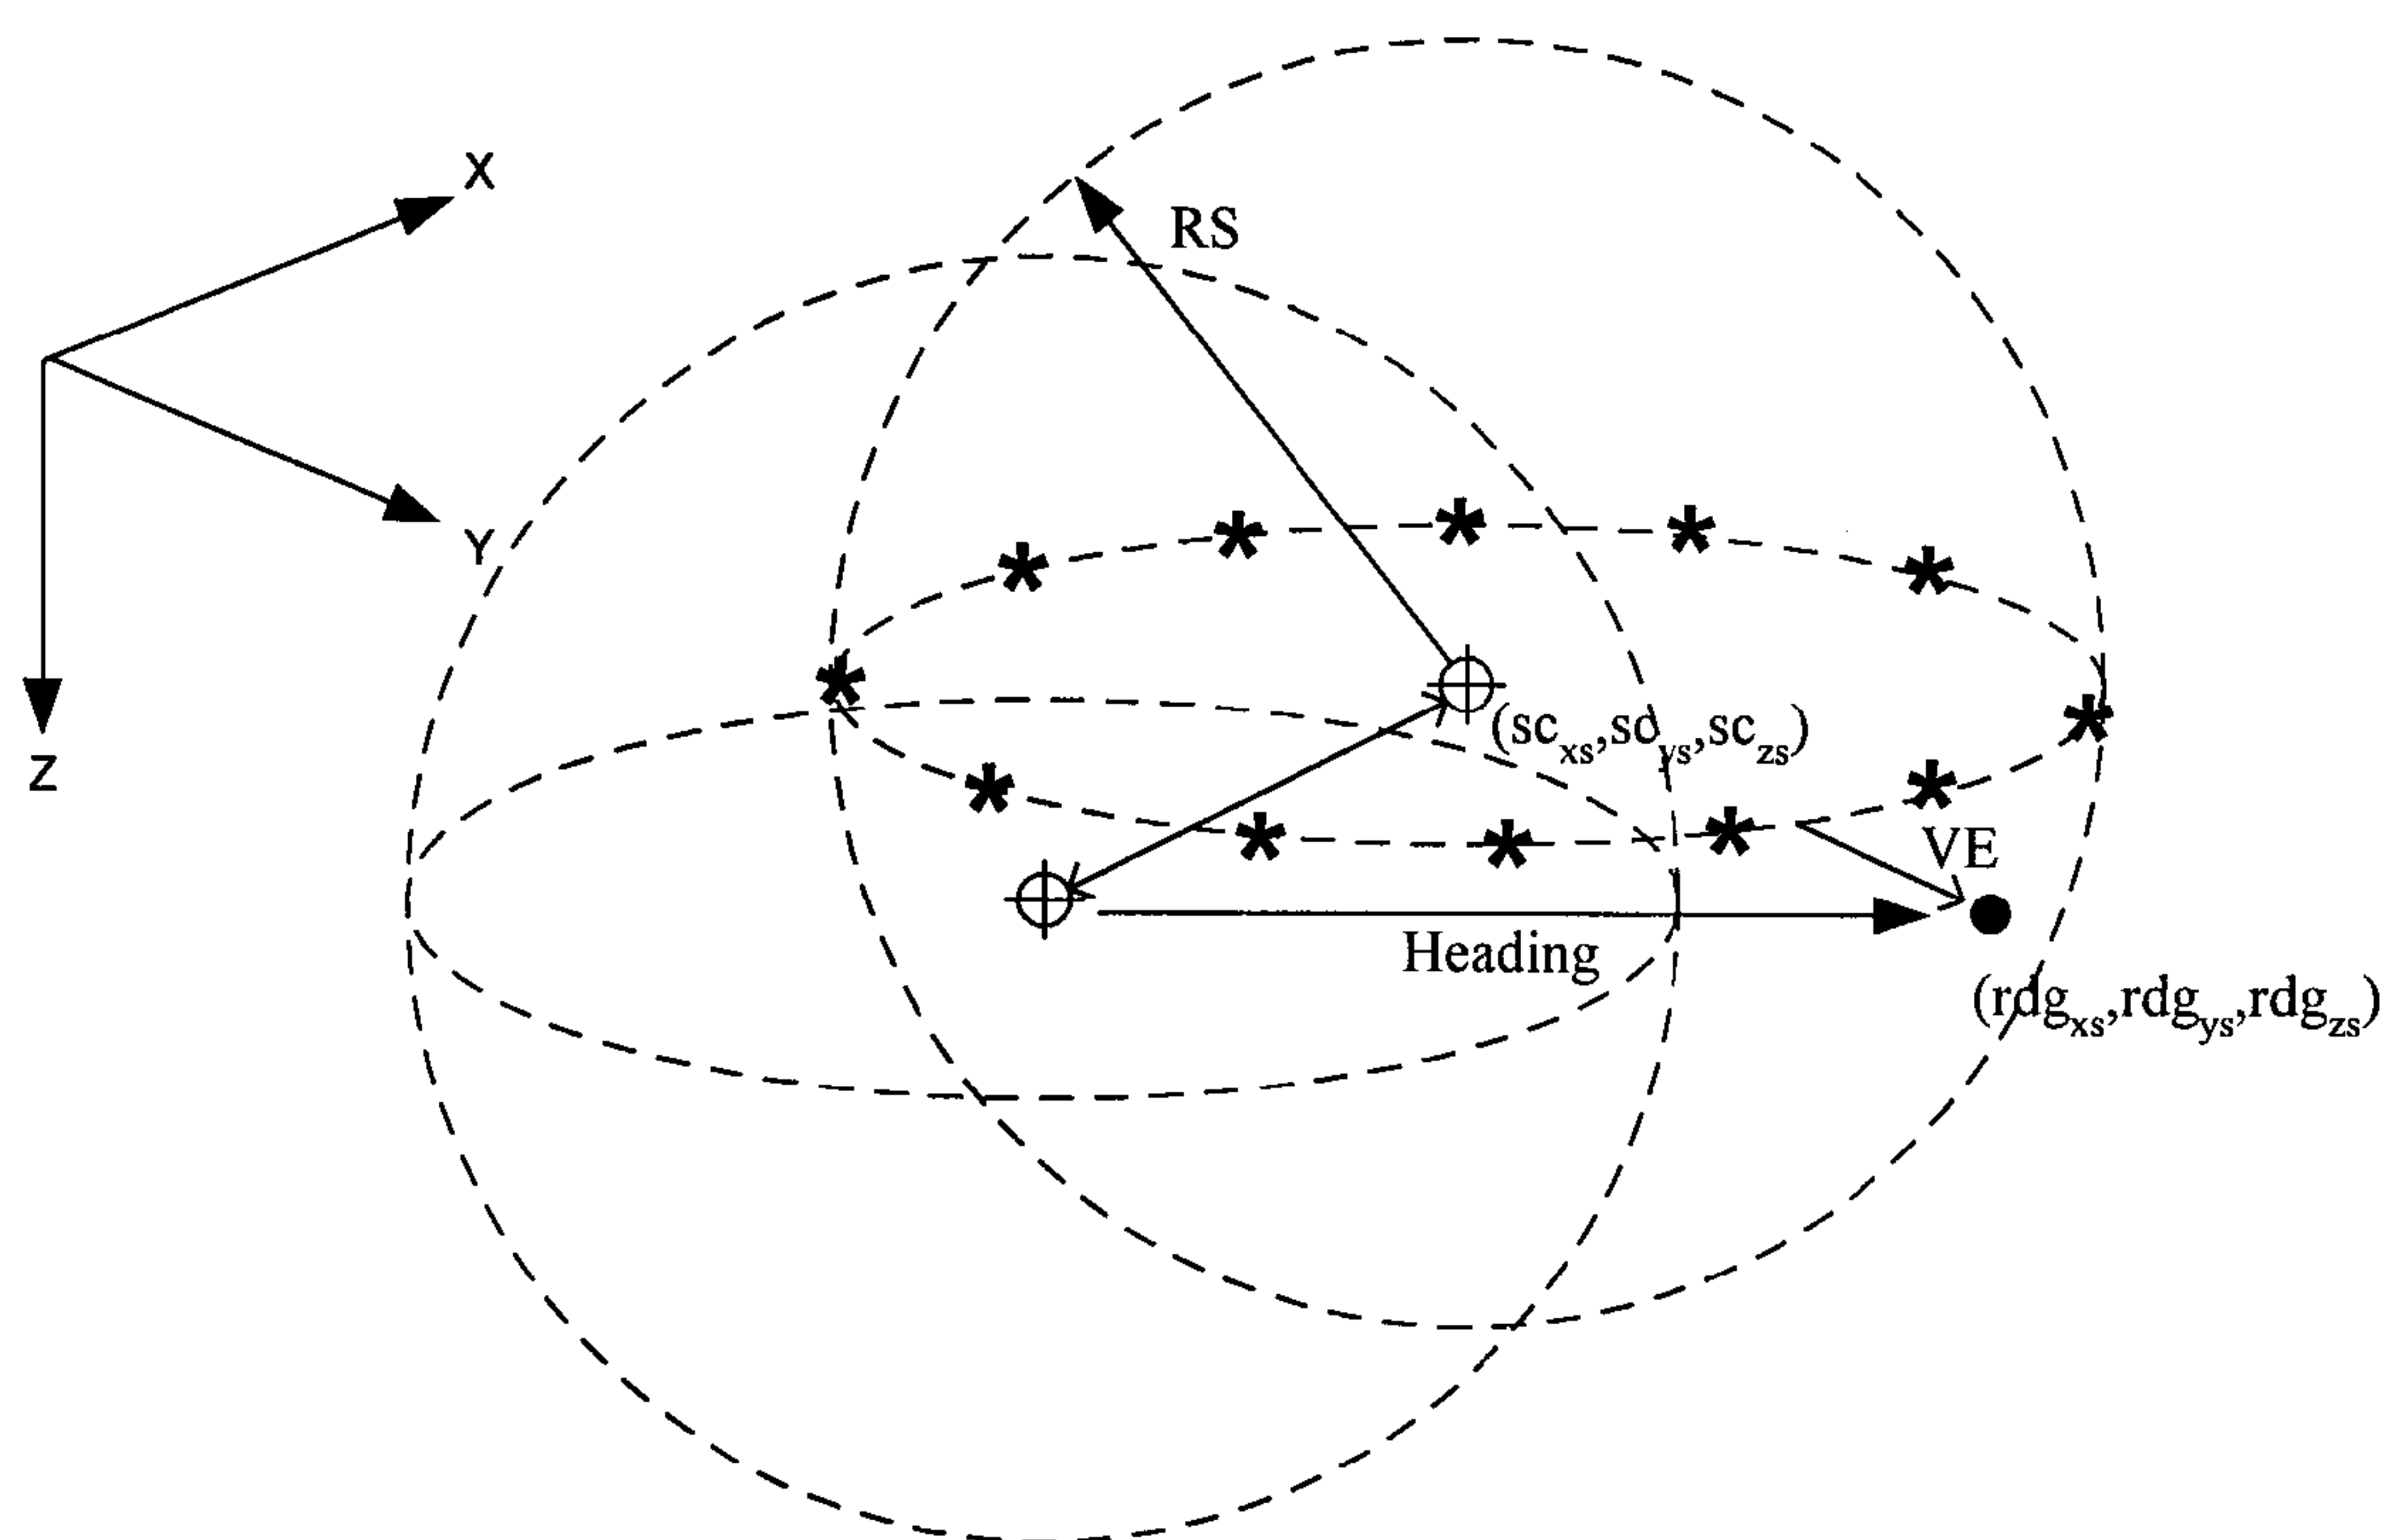 X
RS
Y
(sc_xs,sc_ys,sc_zs)
Z
VE
Heading
(rdg_xs,rdg_ys,rdg_zs)